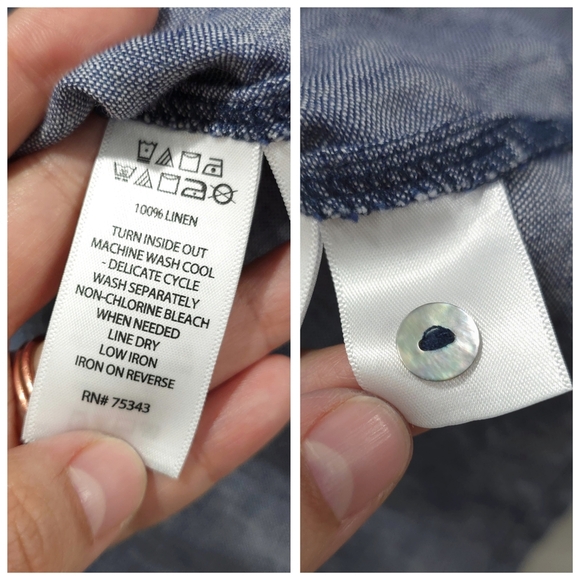 100% LINEN
TURN INSIDE OUT
MACHINE WASH COOL
- DELICATE CYCLE
WASH SEPARATELY
NON-CHLORINE BLEACH
WHEN NEEDED
LINE DRY
LOW IRON
IRON ON REVERSE
RN# 75343